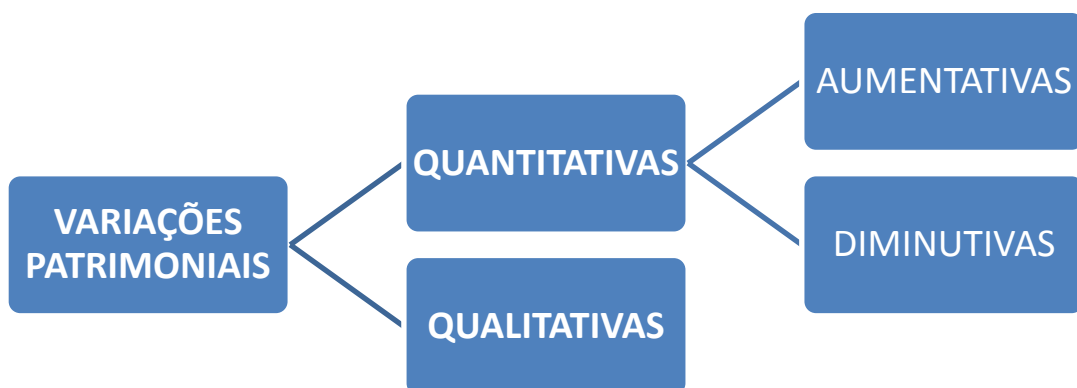 VARIAÇÕES
PATRIMONIAIS
QUANTITATIVAS
QUALITATIVAS
AUMENTATIVAS
DIMINUTIVAS